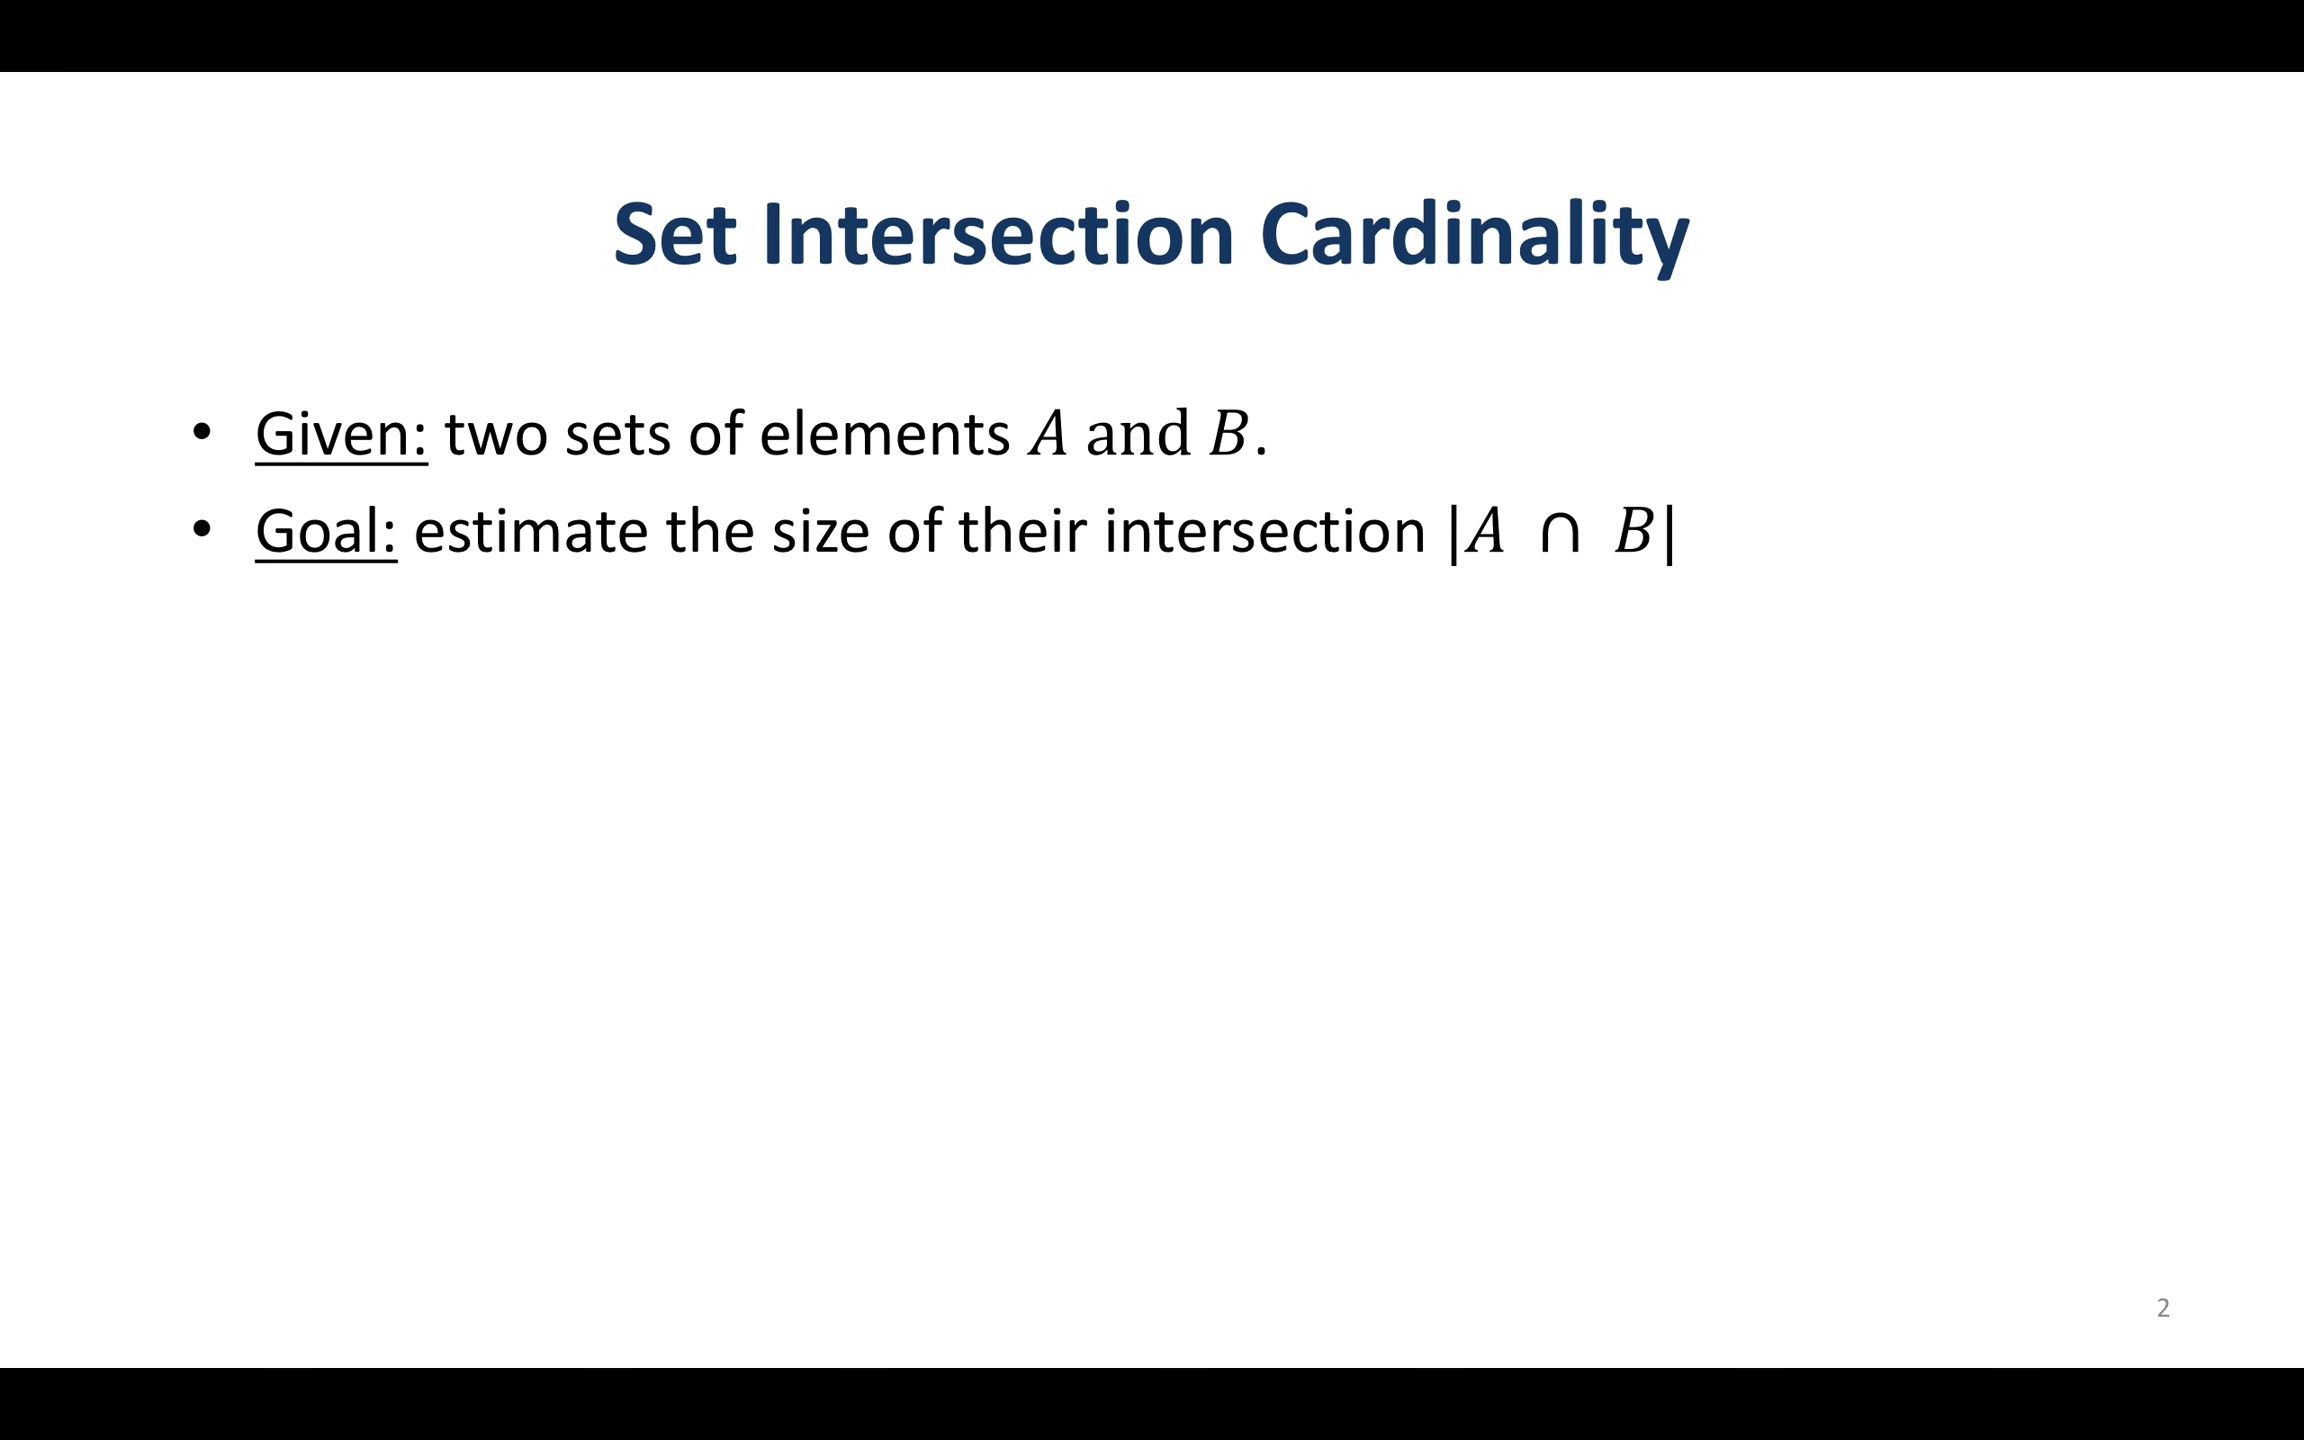 Set Intersection Cardinality
• Given: two sets of elements A and B.
• Goal: estimate the size of their intersection |A ∩ B|
2